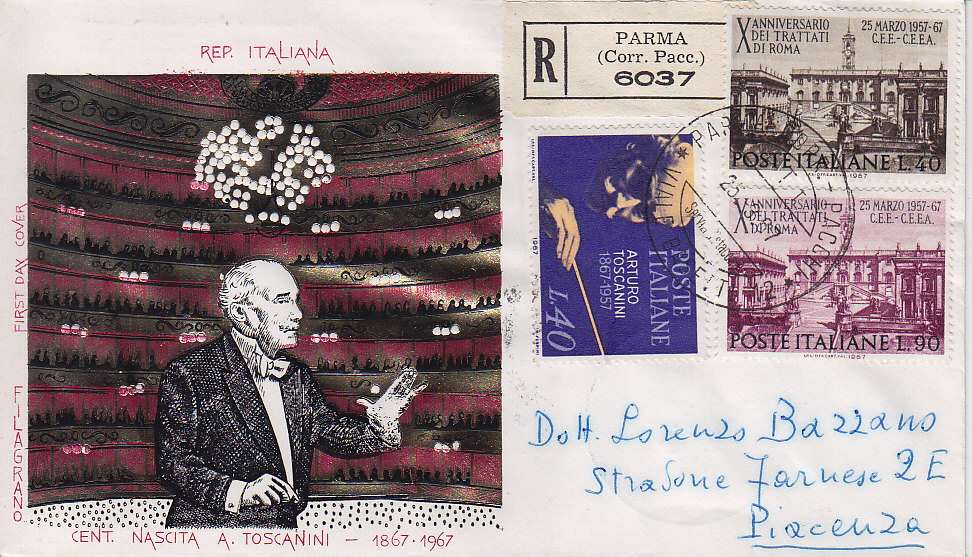 REP. ITALIANA
FIRST DAY COVER
FILAGRANO
CENT. NASCITA A. TOSCANINI - 1867 - 1967
R
PARMA
(Corr. Pacc.)
6037
X ANNIVERSARIO
DEI TRATTATI
DI ROMA
25 MARZO 1957-67
C.E.E.-C.E.E.A.
POSTE ITALIANE L. 40
1967
X ANNIVERSARIO
DEI TRATTATI
DI ROMA
25 MARZO 1957-67
C.E.E.-C.E.E.A.
POSTE ITALIANE L. 90
1967
POSTE
ITALIANE
ARTURO
TOSCANINI
1867-1957
L. 40
1967
Dott. Lorenzo Bazzano
Stradone Farnese 2 E
Piacenza